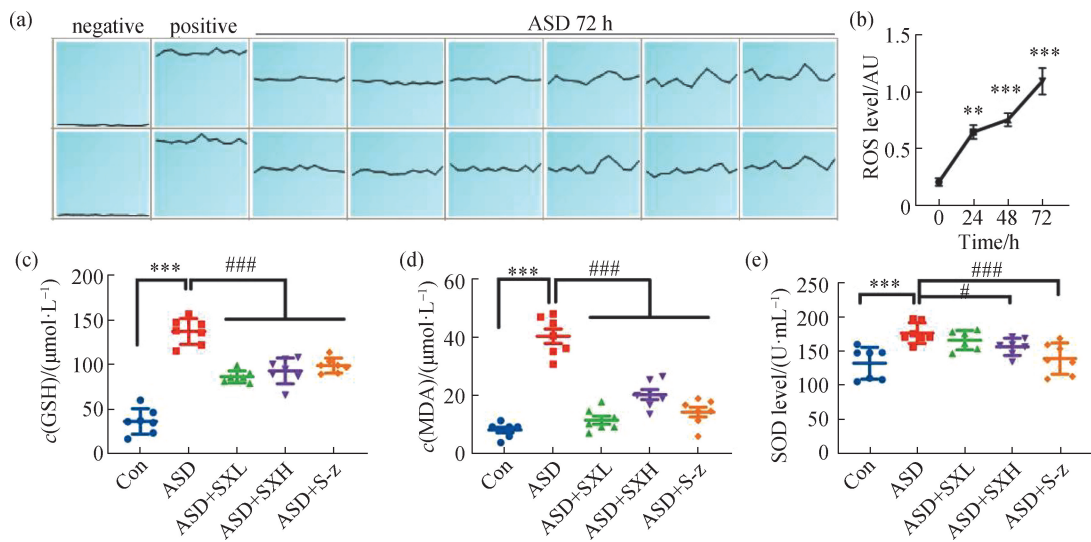 (a)
negative positive ASD 72 h
(b)
ROS level/AU
1.5
1.0
0.5
0
** *** ***
0 24 48 72
Time/h
(c)
c(GSH)/(μmol·L⁻¹)
200
150
100
50
0
*** ###
Con ASD ASD+SXL ASD+SXH ASD+S-z
(d)
c(MDA)/(μmol·L⁻¹)
60
40
20
0
*** ###
Con ASD ASD+SXL ASD+SXH ASD+S-z
(e)
SOD level/(U·mL⁻¹)
250
200
150
100
50
0
###
*** #
Con ASD ASD+SXL ASD+SXH ASD+S-z